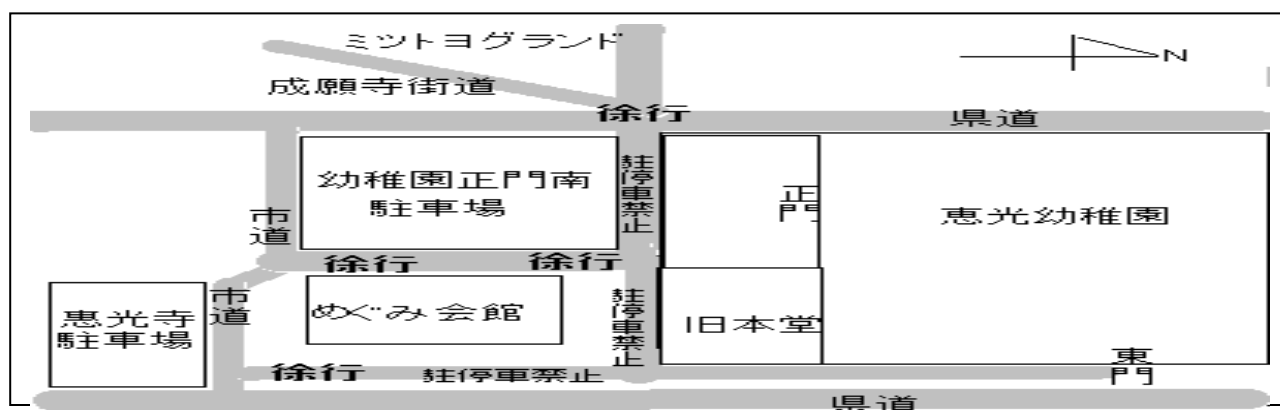 ミツトヨグランド
N
成願寺街道
徐行
県道
幼稚園正門南
駐車場
駐停車禁止
正門
恵光幼稚園
市道
徐行
徐行
恵光寺
駐車場
市道
めぐみ会館
駐停車禁止
旧本堂
東門
徐行
駐停車禁止
県道